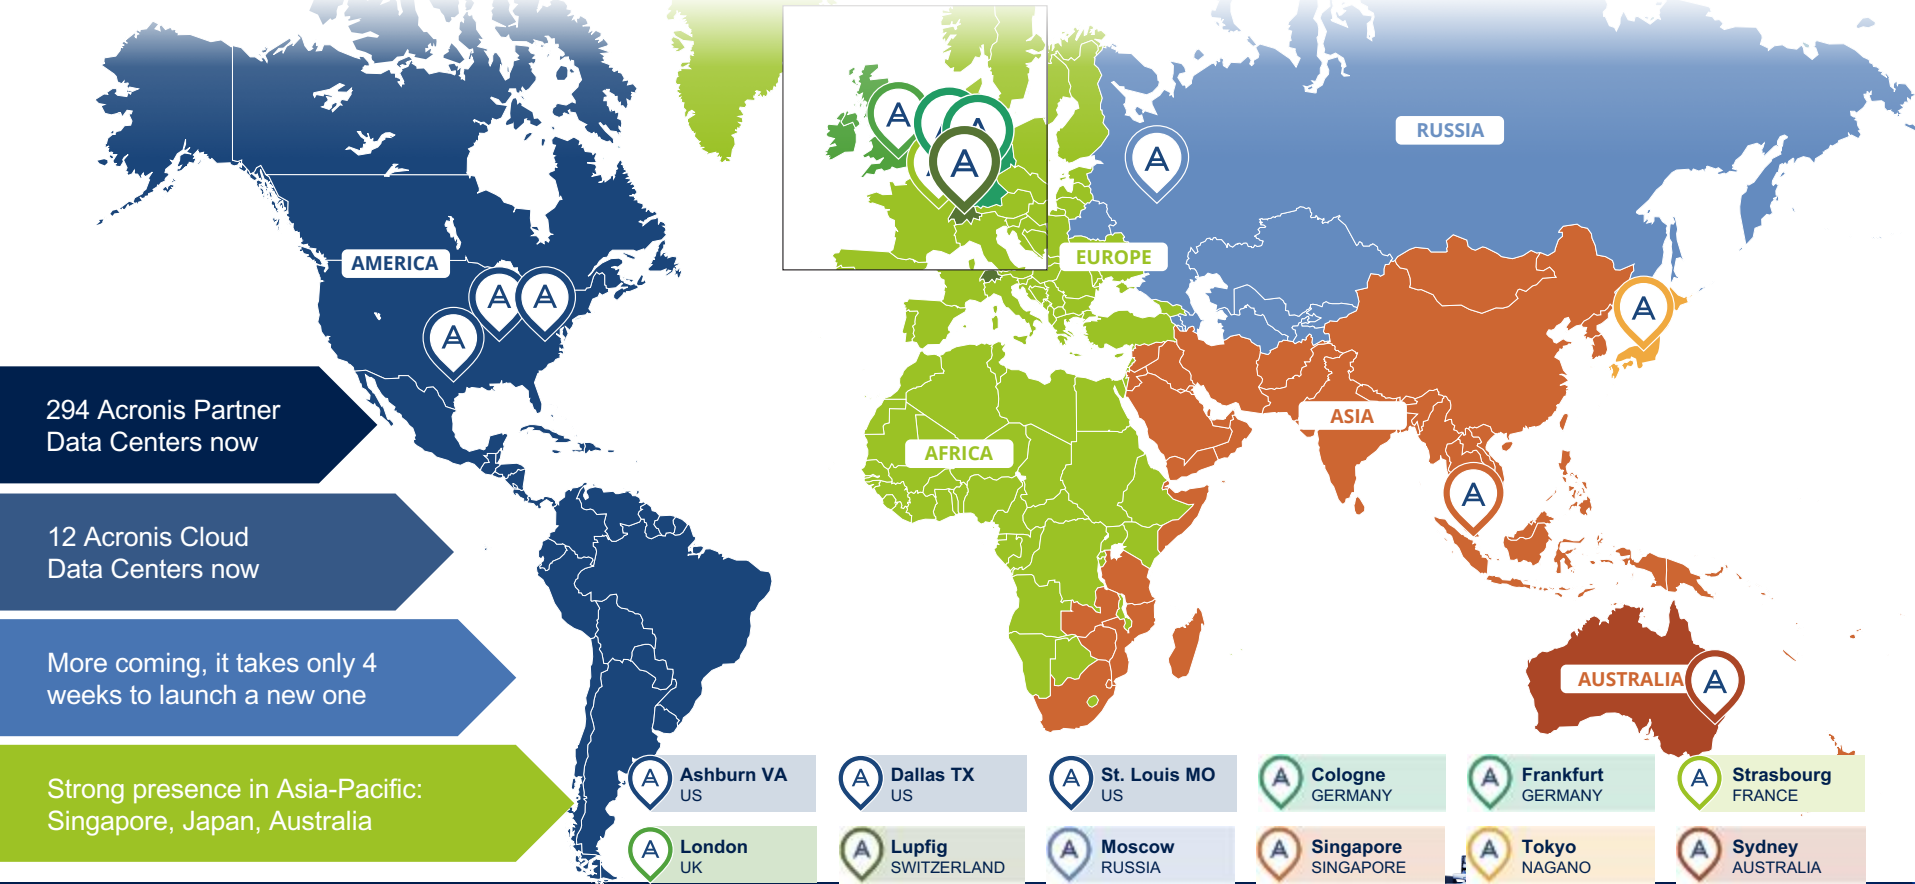 RUSSIA
AMERICA
EUROPE
294 Acronis Partner
Data Centers now
ASIA
AFRICA
12 Acronis Cloud
Data Centers now
More coming, it takes only 4
weeks to launch a new one
AUSTRALIA
Strong presence in Asia-Pacific:
Singapore, Japan, Australia
Ashburn VA
US
Dallas TX
US
St. Louis MO
US
Cologne
GERMANY
Frankfurt
GERMANY
Strasbourg
FRANCE
London
UK
Lupfig
SWITZERLAND
Moscow
RUSSIA
Singapore
SINGAPORE
Tokyo
NAGANO
Sydney
AUSTRALIA